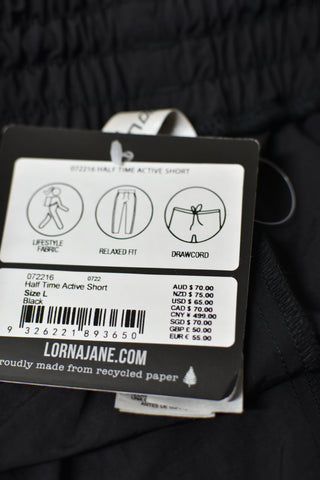 072216 HALF TIME ACTIVE SHORT
LIFESTYLE
FABRIC
RELAXED FIT
DRAWCORD
072216 0722
Half Time Active Short
Size L
Black
AUD $ 70.00
NZD $ 75.00
USD $ 65.00
CAD $ 70.00
CNY ¥ 499.00
SGD $ 70.00
GBP £ 50.00
EUR € 55.00
9 326221 893650
LORNAJANE.COM
proudly made from recycled paper